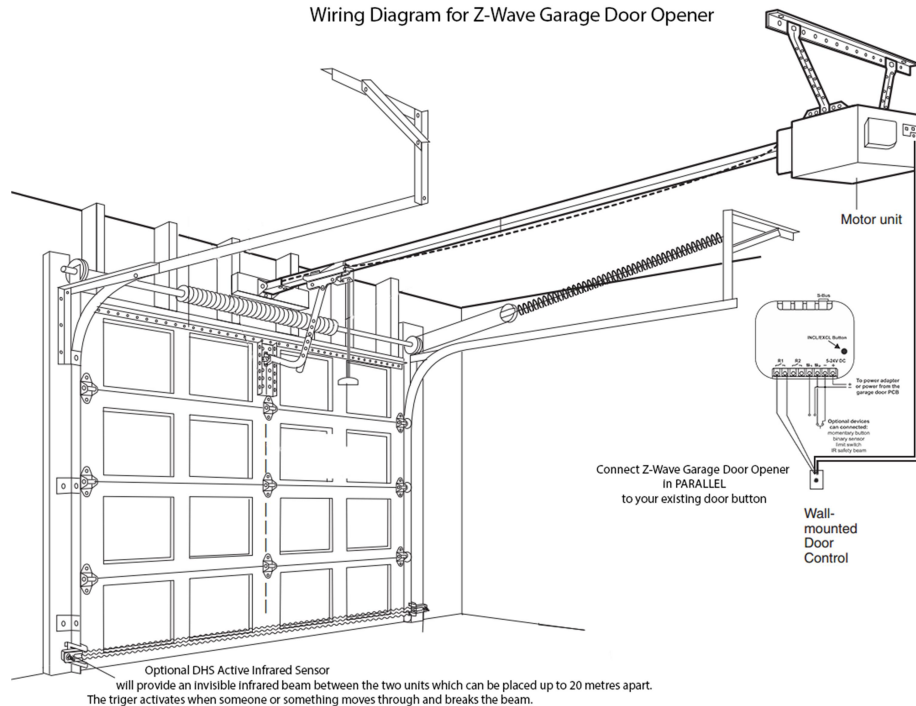 Wiring Diagram for Z-Wave Garage Door Opener
Motor unit
S-Bus
INCL/EXCL Button
R1
R2
5-24V DC
To power adapter
or power from the
garage door PCB
Optional devices
can connected:
momentary button
binary sensor
limit switch
ift safety beam
Connect Z-Wave Garage Door Opener
in PARALLEL
to your existing door button
Wall-
mounted
Door
Control
Optional DHS Active Infrared Sensor
will provide an invisible infrared beam between the two units which can be placed up to 20 metres apart.
The triger activates when someone or something moves through and breaks the beam.